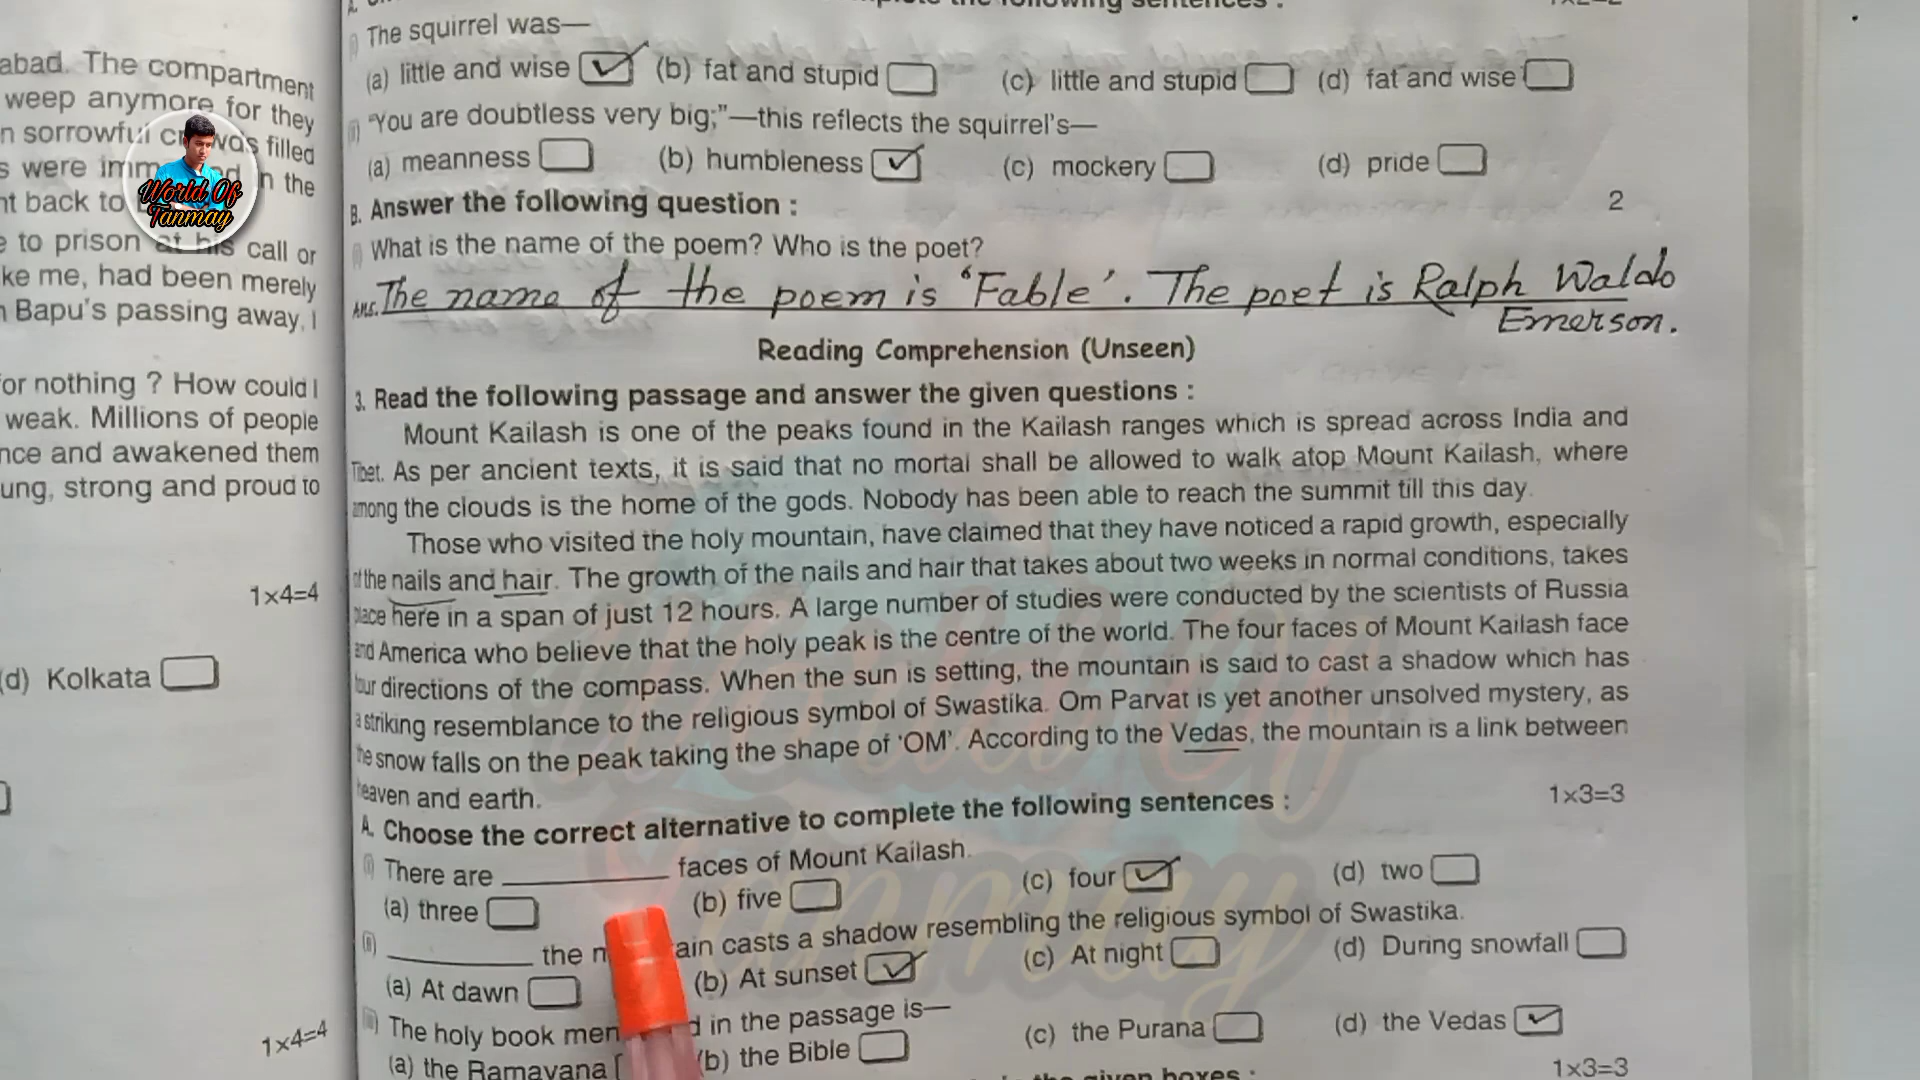 The squirrel was—
(a) little and wise (b) fat and stupid (c) little and stupid (d) fat and wise
"You are doubtless very big;"—this reflects the squirrel's—
(a) meanness (b) humbleness (c) mockery (d) pride
B. Answer the following question : 2
What is the name of the poem? Who is the poet?
Ans. The name of the poem is 'Fable'. The poet is Ralph Waldo
Emerson.
Reading Comprehension (Unseen)
3. Read the following passage and answer the given questions :
Mount Kailash is one of the peaks found in the Kailash ranges which is spread across India and
Tibet. As per ancient texts, it is said that no mortal shall be allowed to walk atop Mount Kailash, where
among the clouds is the home of the gods. Nobody has been able to reach the summit till this day.
Those who visited the holy mountain, have claimed that they have noticed a rapid growth, especially
of the nails and hair. The growth of the nails and hair that takes about two weeks in normal conditions, takes
place here in a span of just 12 hours. A large number of studies were conducted by the scientists of Russia
and America who believe that the holy peak is the centre of the world. The four faces of Mount Kailash face
four directions of the compass. When the sun is setting, the mountain is said to cast a shadow which has
a striking resemblance to the religious symbol of Swastika. Om Parvat is yet another unsolved mystery, as
the snow falls on the peak taking the shape of 'OM'. According to the Vedas, the mountain is a link between
heaven and earth.
A. Choose the correct alternative to complete the following sentences : 1×3=3
(i) There are ____ faces of Mount Kailash.
(a) three (b) five (c) four (d) two
(ii) ____ the ain casts a shadow resembling the religious symbol of Swastika.
(a) At dawn (b) At sunset (c) At night (d) During snowfall
The holy book men d in the passage is—
(a) the Ramayana (b) the Bible (c) the Purana (d) the Vedas
the given boxes : 1×3=3
abad. The compartment
weep anymore for they
n sorrowful filled
s were in the
nt back to
e to prison at his call or
ke me, had been merely
n Bapu's passing away, I
for nothing ? How could I
weak. Millions of people
nce and awakened them
ung, strong and proud to
1×4=4
(d) Kolkata
1×4=4
World Of
Tanmay
World Of
Tanmay